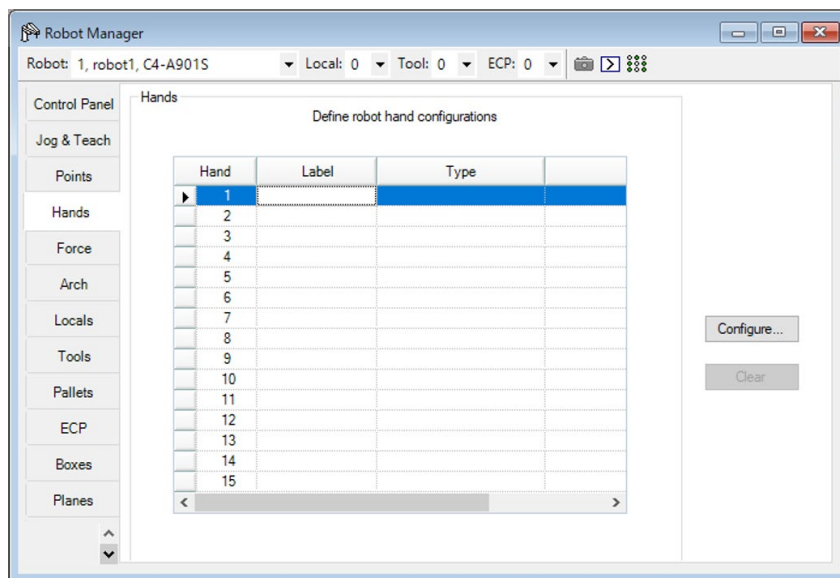 Robot Manager
Robot: 1, robot1, C4-A901S Local: 0 Tool: 0 ECP: 0
Control Panel
Jog & Teach
Points
Hands
Force
Arch
Locals
Tools
Pallets
ECP
Boxes
Planes
Hands
Define robot hand configurations
Hand Label Type
1
2
3
4
5
6
7
8
9
10
11
12
13
14
15
Configure...
Clear